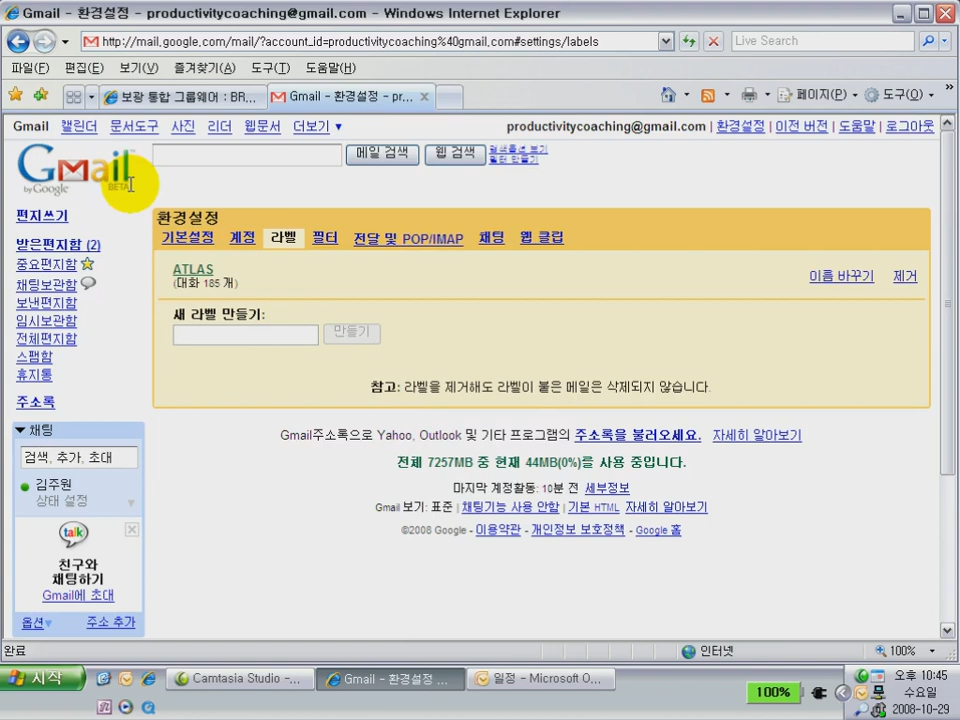 Gmail - 환경설정 - productivitycoaching@gmail.com - Windows Internet Explorer
http://mail.google.com/mail/?account_id=productivitycoaching%40gmail.com#settings/labels
Live Search
파일(F) 편집(E) 보기(V) 즐겨찾기(A) 도구(T) 도움말(H)
보광 통합 그룹웨어 : BR,...
Gmail - 환경설정 - pr...
페이지(P)
도구(O)
Gmail 캘린더 문서도구 사진 리더 웹문서 더보기 ▼
productivitycoaching@gmail.com | 환경설정 | 이전 버전 | 도움말 | 로그아웃
Gmail
by Google BETA
메일 검색
웹 검색
검색옵션 보기
필터 만들기
편지쓰기
받은편지함 (2)
중요편지함
채팅보관함
보낸편지함
임시보관함
전체편지함
스팸함
휴지통
주소록
▼ 채팅
검색, 추가, 초대
김주원
상태 설정
talk
친구와
채팅하기
Gmail에 초대
옵션▼ 주소 추가
환경설정
기본설정 계정 라벨 필터 전달 및 POP/IMAP 채팅 웹 클립
ATLAS
(대화 185 개)
이름 바꾸기 제거
새 라벨 만들기:
만들기
참고: 라벨을 제거해도 라벨이 붙은 메일은 삭제되지 않습니다.
Gmail주소록으로 Yahoo, Outlook 및 기타 프로그램의 주소록을 불러오세요. 자세히 알아보기
전체 7257MB 중 현재 44MB(0%)를 사용 중입니다.
마지막 계정활동: 10분 전 세부정보
Gmail 보기: 표준 | 채팅기능 사용 안함 | 기본 HTML 자세히 알아보기
©2008 Google - 이용약관 - 개인정보 보호정책 - Google 홈
완료
인터넷
100%
시작
Camtasia Studio -...
Gmail - 환경설정 ...
일정 - Microsoft O...
100%
오후 10:45
수요일
2008-10-29